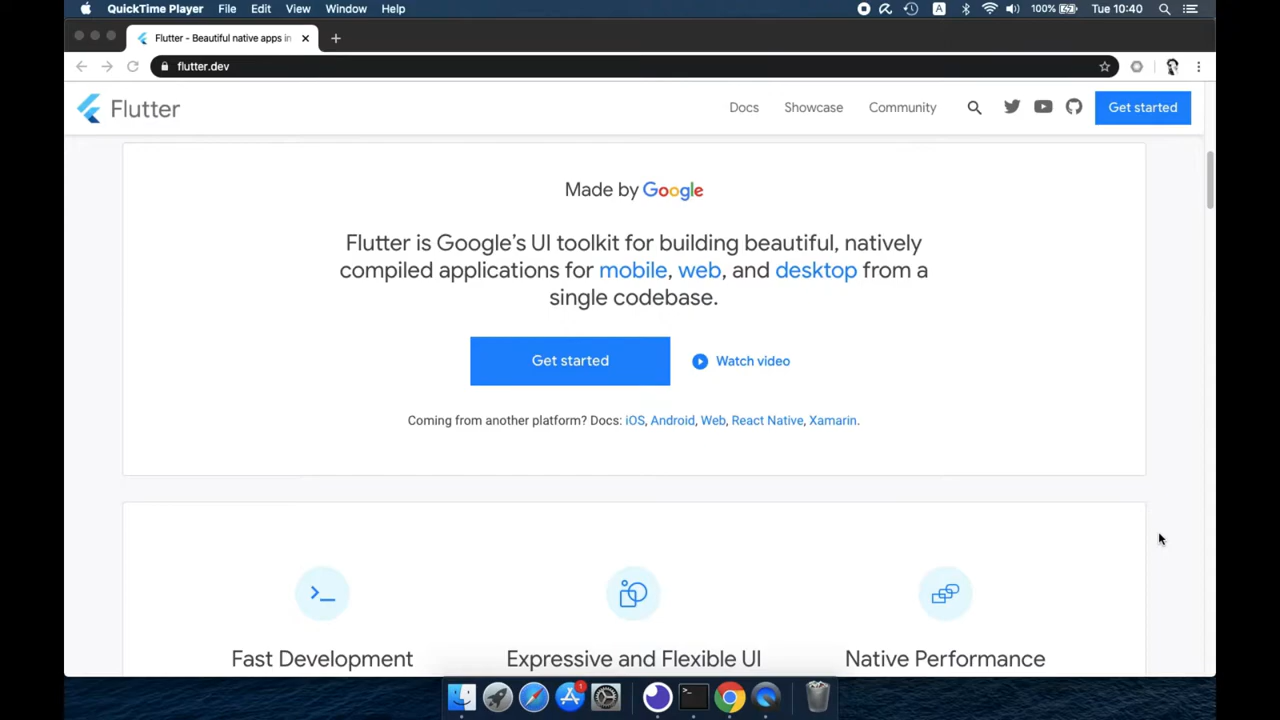 QuickTime Player File Edit View Window Help A 100% Tue 10:40
Flutter - Beautiful native apps in
flutter.dev
Flutter Docs Showcase Community Get started
Made by Google
Flutter is Google’s UI toolkit for building beautiful, natively
compiled applications for mobile, web, and desktop from a
single codebase.
Get started Watch video
Coming from another platform? Docs: iOS, Android, Web, React Native, Xamarin.
Fast Development Expressive and Flexible UI Native Performance
1